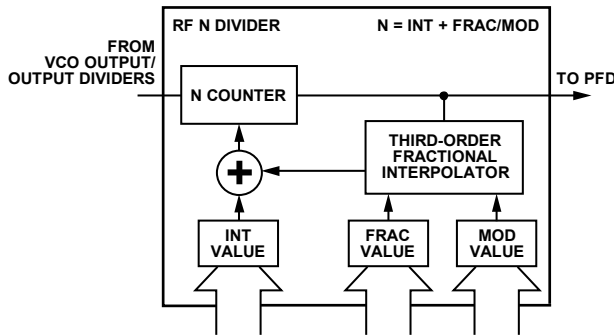 RF N DIVIDER
N = INT + FRAC/MOD
FROM
VCO OUTPUT/
OUTPUT DIVIDERS
N COUNTER
TO PFD
THIRD-ORDER
FRACTIONAL
INTERPOLATOR
+
INT
VALUE
FRAC
VALUE
MOD
VALUE